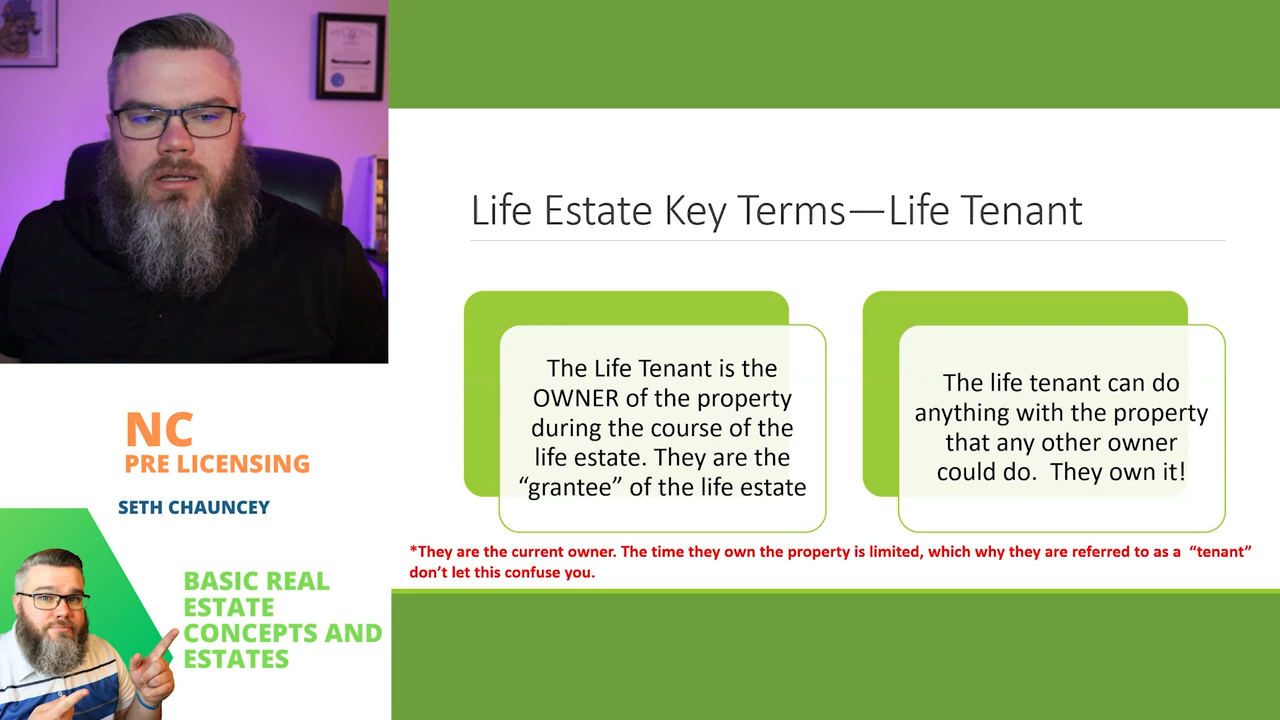 Life Estate Key Terms—Life Tenant
The Life Tenant is the
OWNER of the property
during the course of the
life estate. They are the
“grantee” of the life estate
The life tenant can do
anything with the property
that any other owner
could do.  They own it!
*They are the current owner. The time they own the property is limited, which why they are referred to as a  “tenant”
don’t let this confuse you.
NC
PRE LICENSING
SETH CHAUNCEY
BASIC REAL
ESTATE
CONCEPTS AND
ESTATES